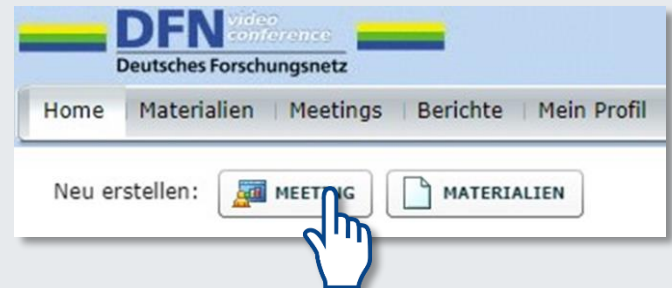 DFN video
conference
Deutsches Forschungsnetz
Home Materialien Meetings Berichte Mein Profil
Neu erstellen: MEETING MATERIALIEN